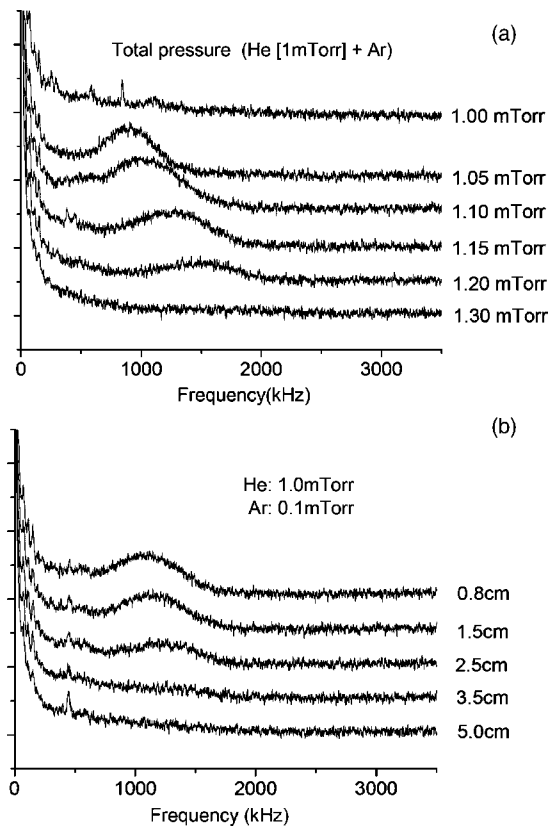 (a)
Total pressure (He [1mTorr] + Ar)
1.00 mTorr
1.05 mTorr
1.10 mTorr
1.15 mTorr
1.20 mTorr
1.30 mTorr
0 1000 2000 3000
Frequency(kHz)
(b)
He: 1.0mTorr
Ar: 0.1mTorr
0.8cm
1.5cm
2.5cm
3.5cm
5.0cm
0 1000 2000 3000
Frequency (kHz)